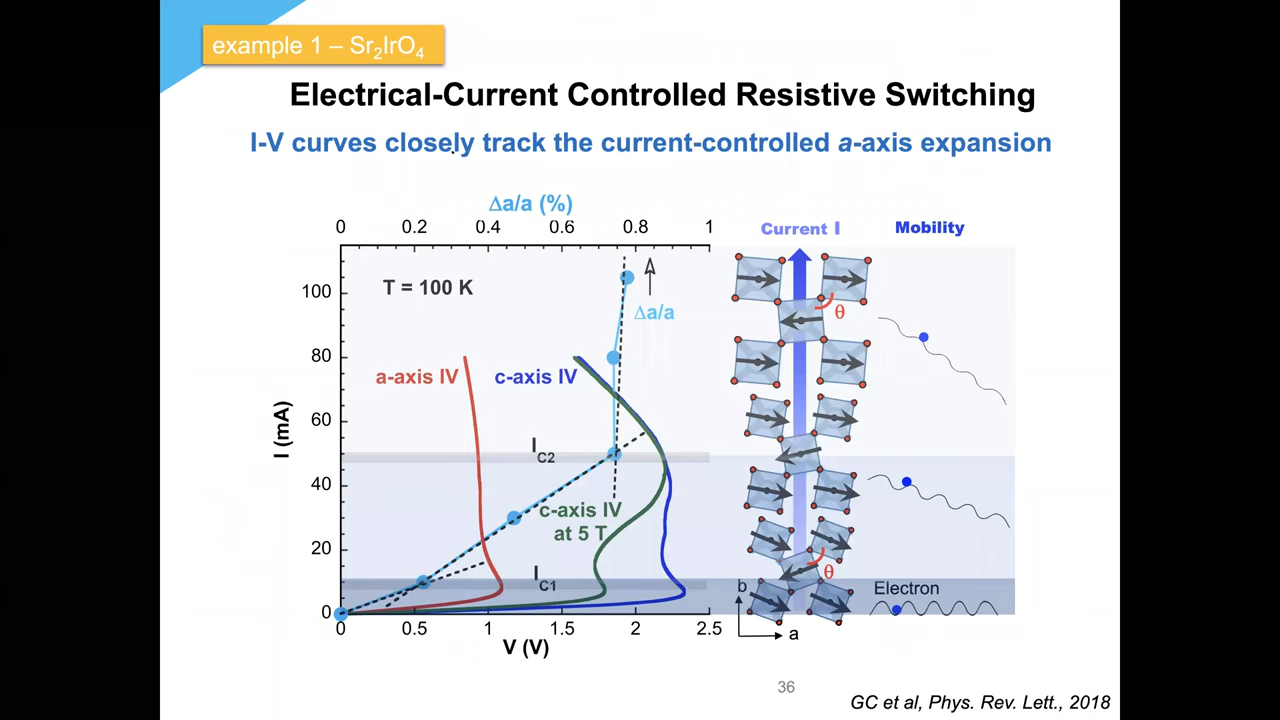 example 1 – Sr₂IrO₄
Electrical-Current Controlled Resistive Switching
I-V curves closely track the current-controlled a-axis expansion
Δa/a (%)
0 0.2 0.4 0.6 0.8 1
Current I
Mobility
T = 100 K
Δa/a
θ
a-axis IV
c-axis IV
I_C2
c-axis IV
at 5 T
I_C1
θ
Electron
b
a
100
80
60
40
20
0
I (mA)
0 0.5 1 1.5 2 2.5
V (V)
36
GC et al, Phys. Rev. Lett., 2018